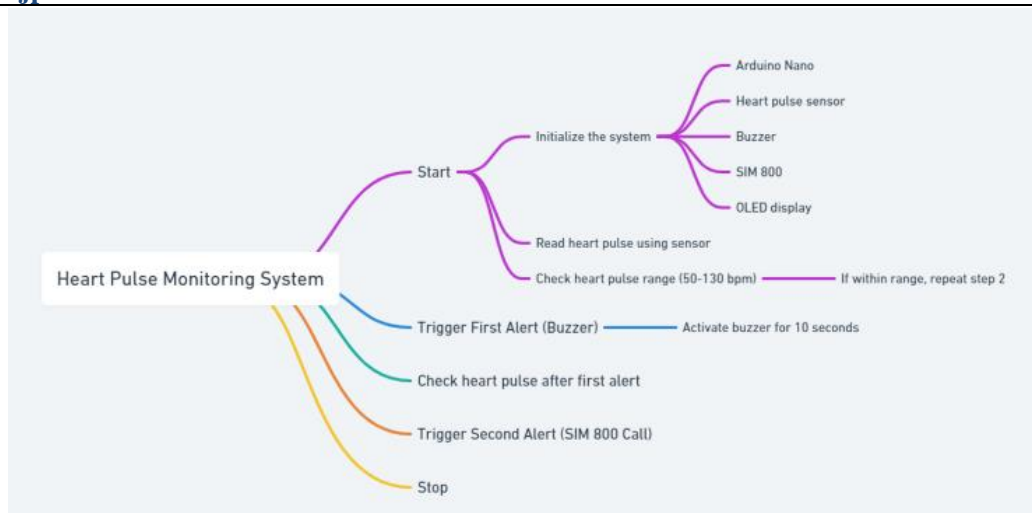 Heart Pulse Monitoring System
Start
Initialize the system
Arduino Nano
Heart pulse sensor
Buzzer
SIM 800
OLED display
Read heart pulse using sensor
Check heart pulse range (50-130 bpm)
If within range, repeat step 2
Trigger First Alert (Buzzer)
Activate buzzer for 10 seconds
Check heart pulse after first alert
Trigger Second Alert (SIM 800 Call)
Stop